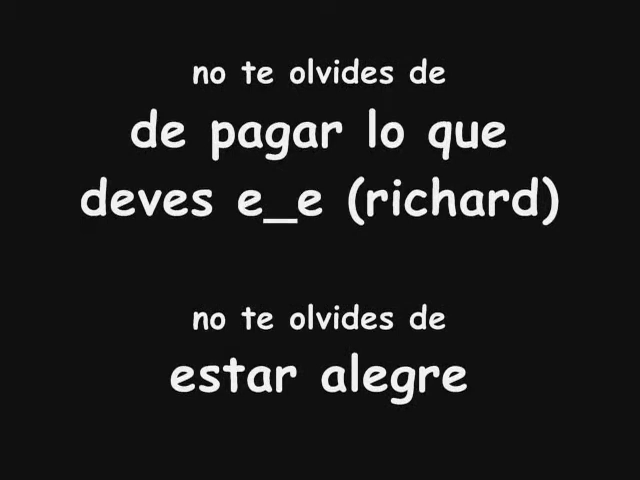 no te olvides de
de pagar lo que
deves e_e (richard)
no te olvides de
estar alegre